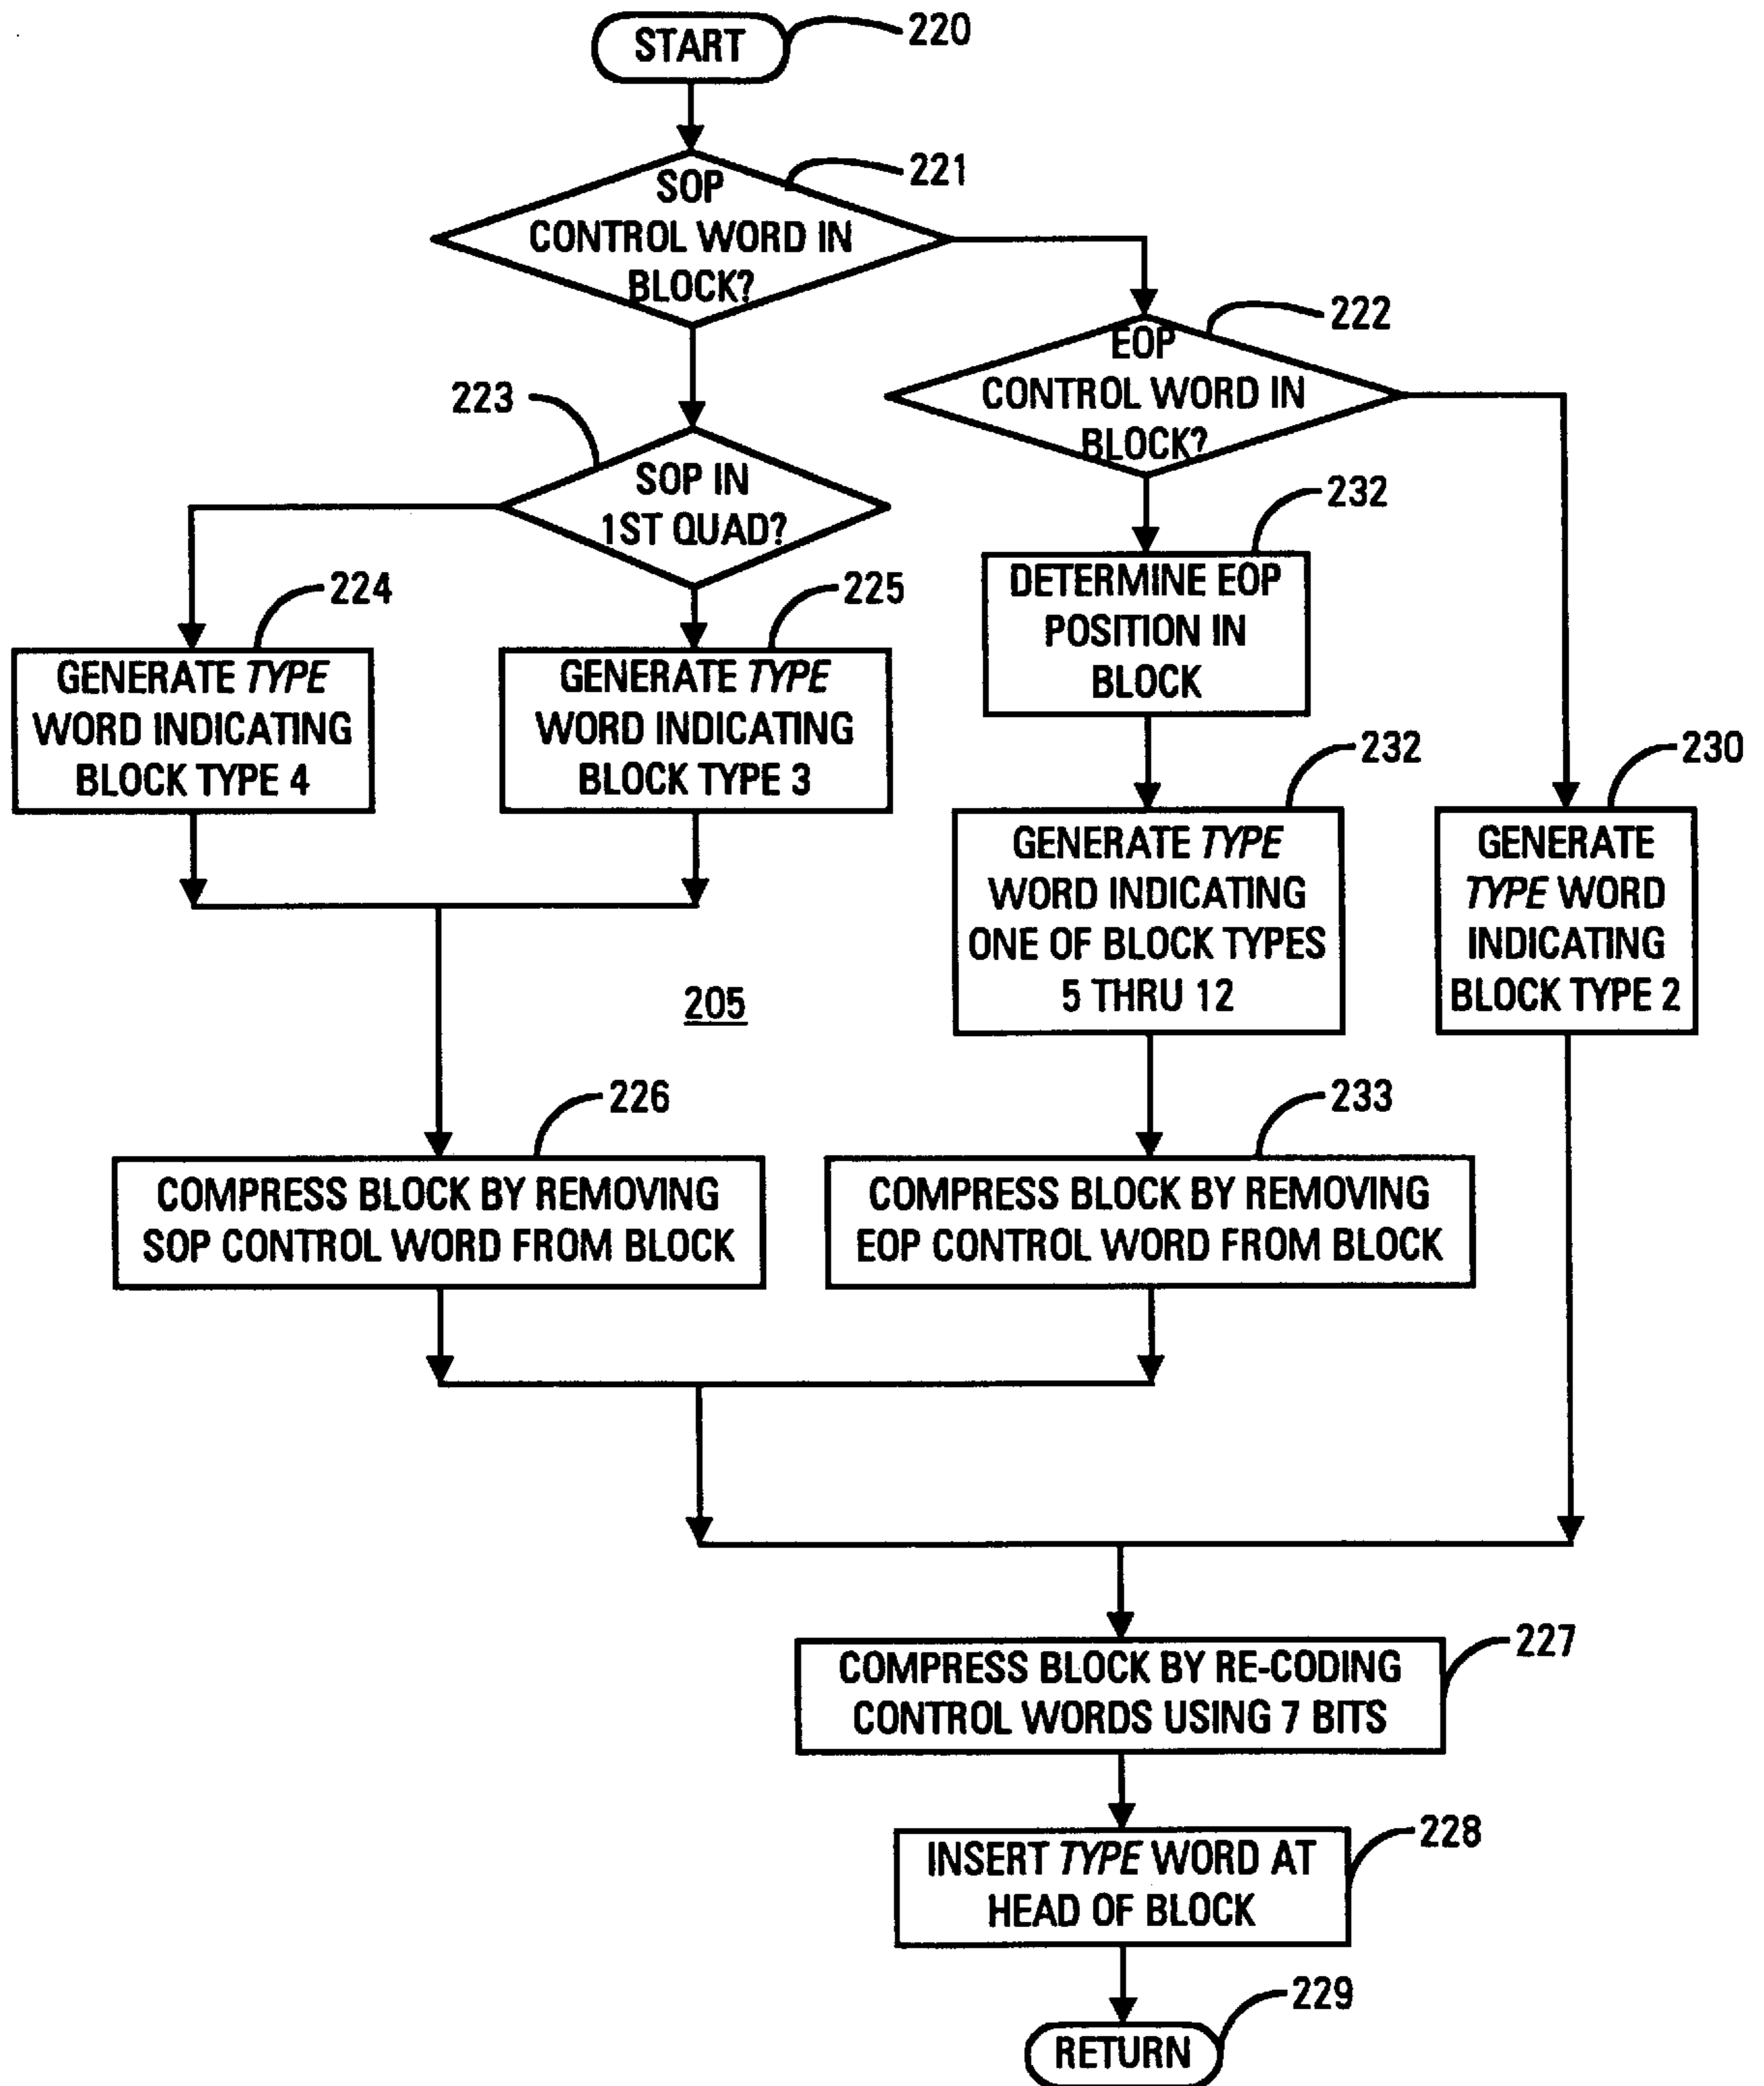 START
220
SOP
CONTROL WORD IN
BLOCK?
221
EOP
CONTROL WORD IN
BLOCK?
222
223
SOP IN
1ST QUAD?
232
DETERMINE EOP
POSITION IN
BLOCK
224
GENERATE TYPE
WORD INDICATING
BLOCK TYPE 4
225
GENERATE TYPE
WORD INDICATING
BLOCK TYPE 3
232
GENERATE TYPE
WORD INDICATING
ONE OF BLOCK TYPES
5 THRU 12
230
GENERATE
TYPE WORD
INDICATING
BLOCK TYPE 2
205
226
COMPRESS BLOCK BY REMOVING
SOP CONTROL WORD FROM BLOCK
233
COMPRESS BLOCK BY REMOVING
EOP CONTROL WORD FROM BLOCK
227
COMPRESS BLOCK BY RE-CODING
CONTROL WORDS USING 7 BITS
228
INSERT TYPE WORD AT
HEAD OF BLOCK
229
RETURN